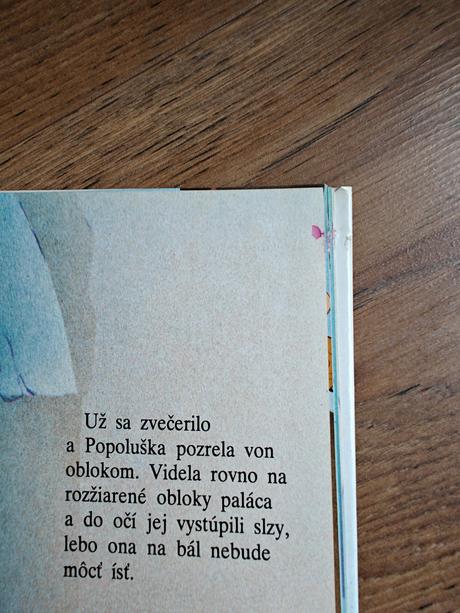 Už sa zvečerilo
a Popoluška pozrela von
oblokom. Videla rovno na
rozžiarené obloky paláca
a do očí jej vystúpili slzy,
lebo ona na bál nebude
môcť ísť.